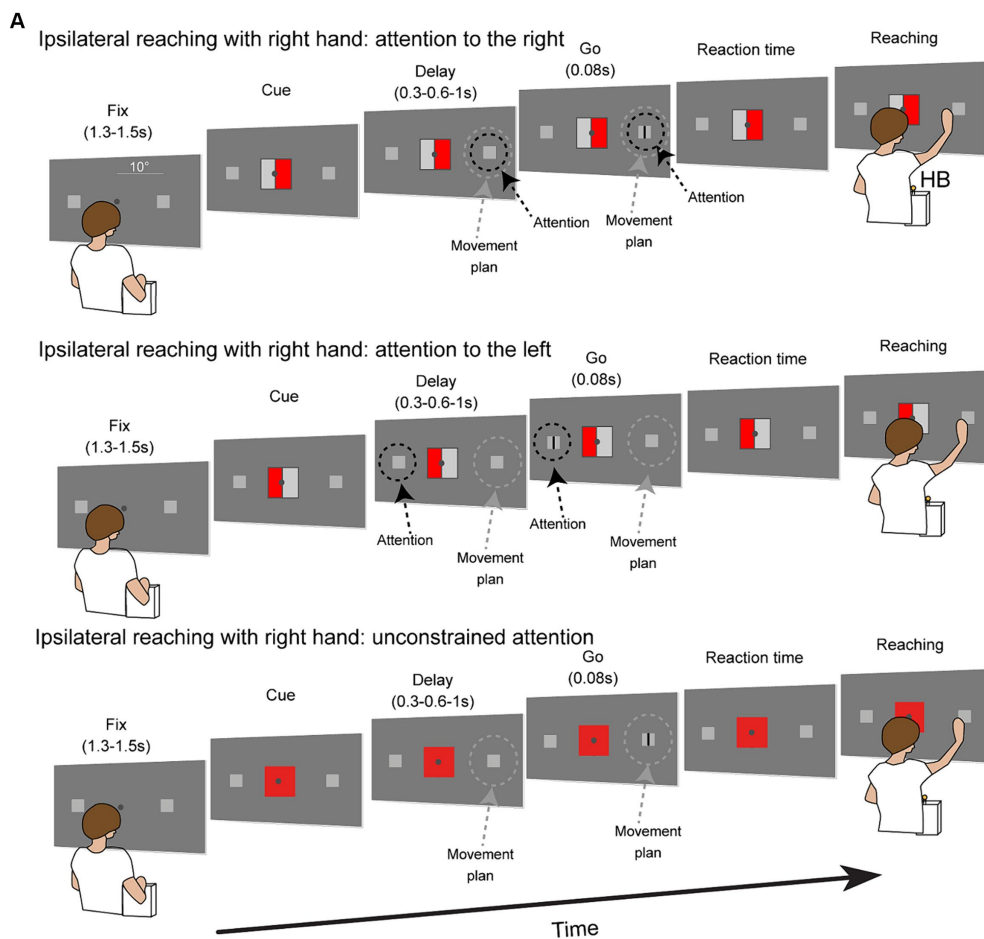 A
Ipsilateral reaching with right hand: attention to the right
Fix
(1.3-1.5s)
Cue
Delay
(0.3-0.6-1s)
Go
(0.08s)
Reaction time
Reaching
10°
HB
Attention
Movement
plan
Attention
Movement
plan
Ipsilateral reaching with right hand: attention to the left
Fix
(1.3-1.5s)
Cue
Delay
(0.3-0.6-1s)
Go
(0.08s)
Reaction time
Reaching
Attention
Movement
plan
Attention
Movement
plan
Ipsilateral reaching with right hand: unconstrained attention
Fix
(1.3-1.5s)
Cue
Delay
(0.3-0.6-1s)
Go
(0.08s)
Reaction time
Reaching
Movement
plan
Movement
plan
Time